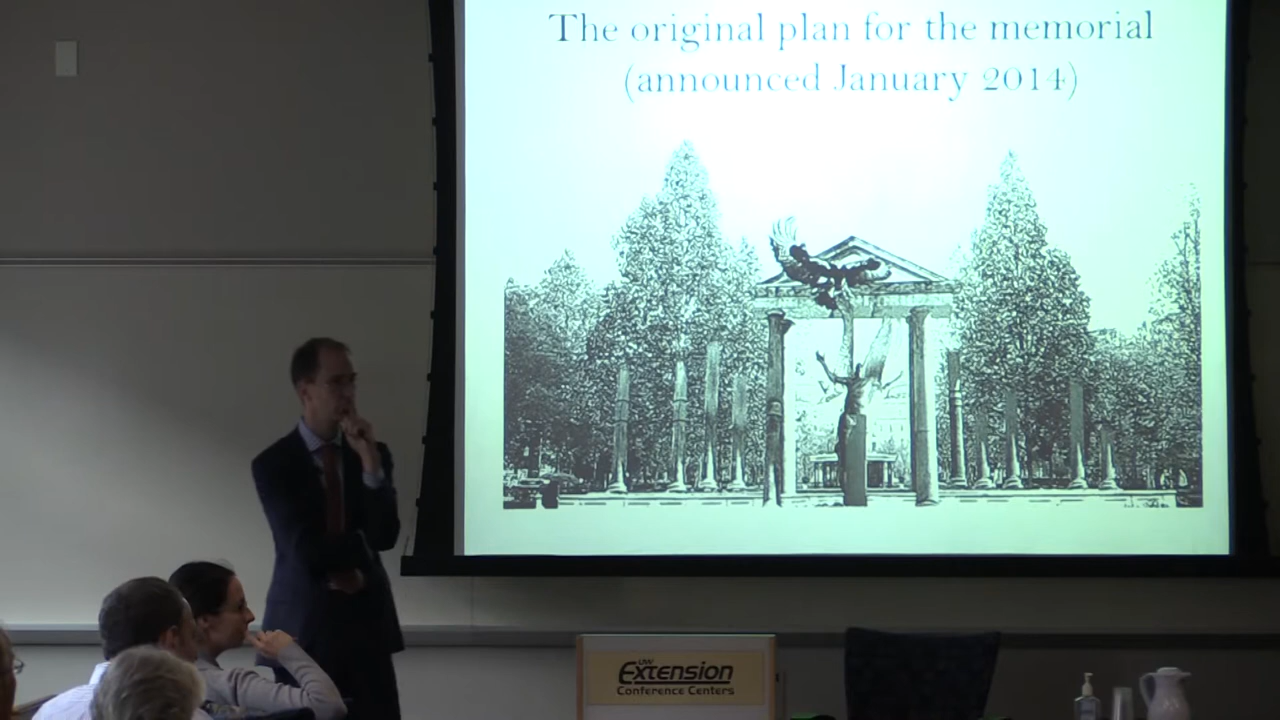 The original plan for the memorial
(announced January 2014)
UW
Extension
Conference Centers